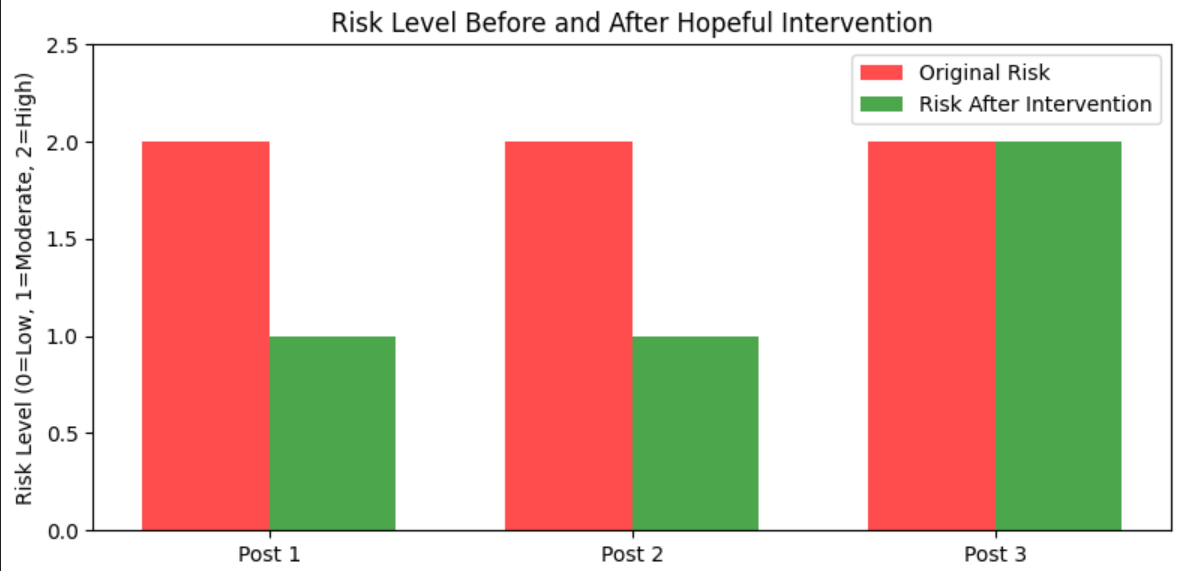 Risk Level Before and After Hopeful Intervention
Risk Level (0=Low, 1=Moderate, 2=High)
2.5
2.0
1.5
1.0
0.5
0.0
Original Risk
Risk After Intervention
Post 1
Post 2
Post 3